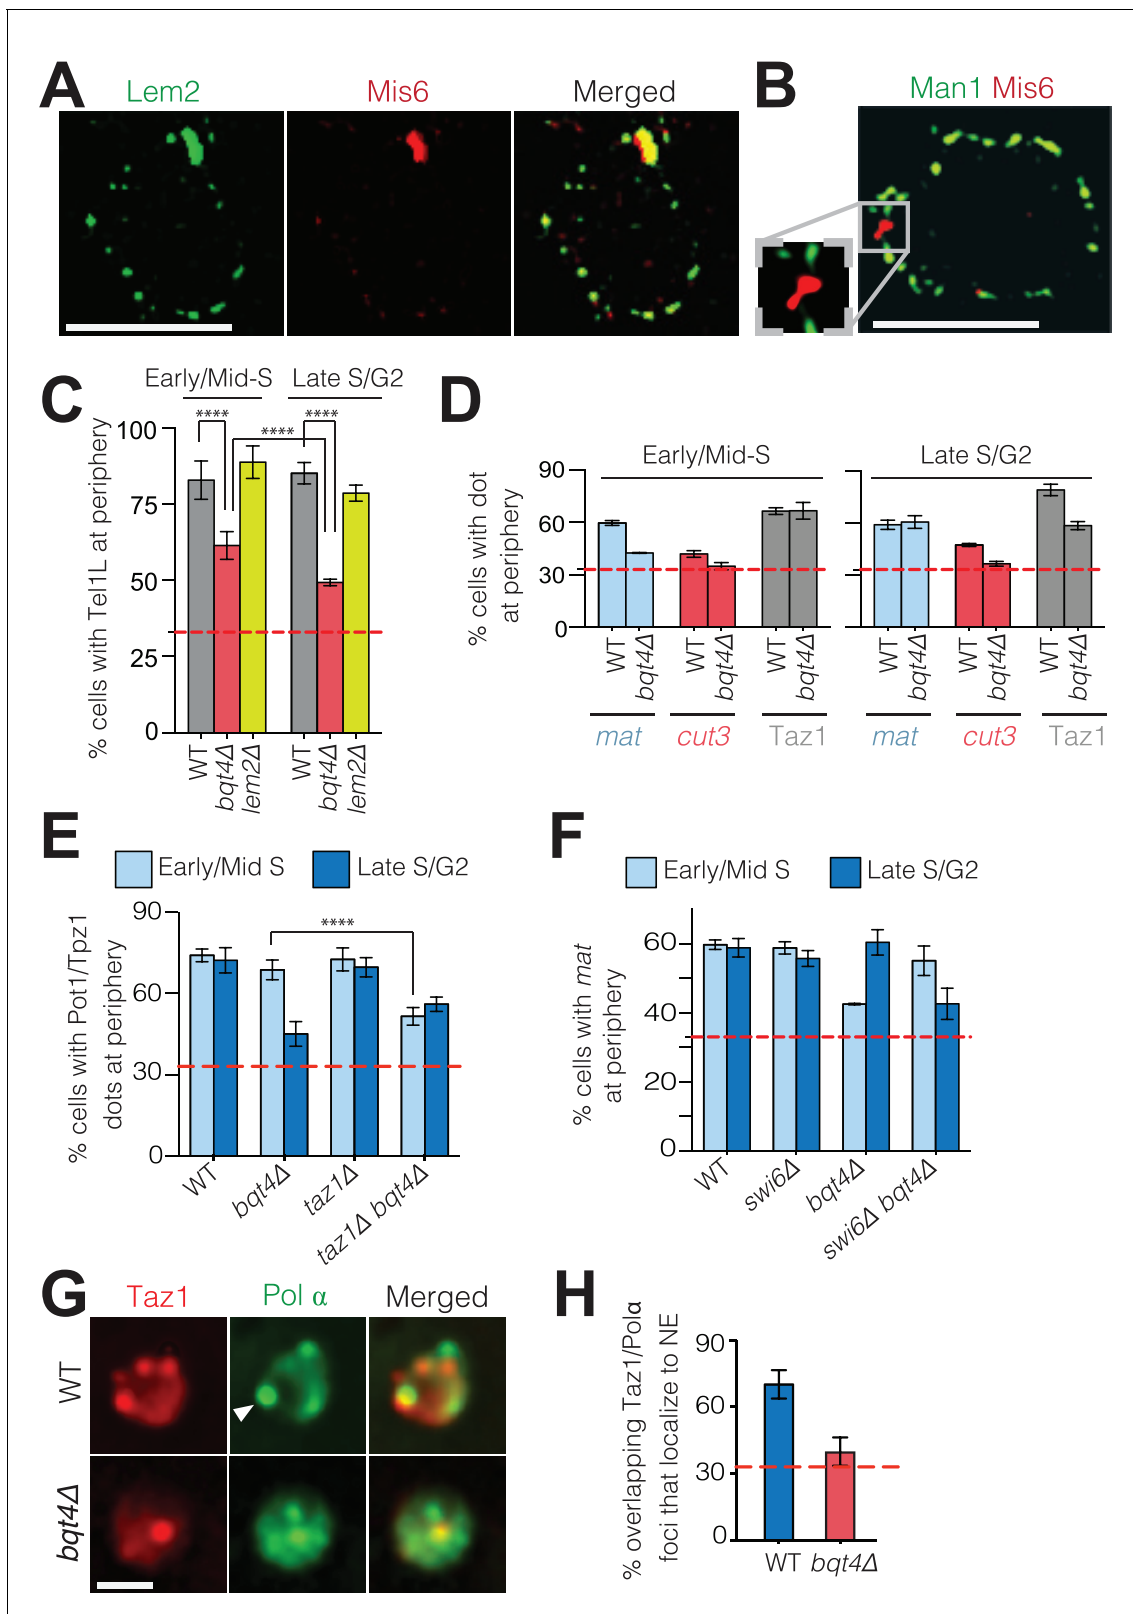 A
Lem2
Mis6
Merged
B
Man1 Mis6
C
Early/Mid-S
Late S/G2
****
****
****
% cells with Tel1L at periphery
100
75
50
25
0
WT
bqt4Δ
lem2Δ
WT
bqt4Δ
lem2Δ
D
Early/Mid-S
Late S/G2
% cells with dot
at periphery
90
60
30
0
WT
bqt4Δ
WT
bqt4Δ
WT
bqt4Δ
WT
bqt4Δ
WT
bqt4Δ
WT
bqt4Δ
mat
cut3
Taz1
mat
cut3
Taz1
E
Early/Mid S
Late S/G2
% cells with Pot1/Tpz1
dots at periphery
90
60
30
0
****
WT
bqt4Δ
taz1Δ
taz1Δ bqt4Δ
F
Early/Mid S
Late S/G2
% cells with mat
at periphery
60
40
20
0
WT
swi6Δ
bqt4Δ
swi6Δ bqt4Δ
G
Taz1
Pol α
Merged
WT
bqt4Δ
H
% overlapping Taz1/Polα
foci that localize to NE
90
60
30
0
WT
bqt4Δ